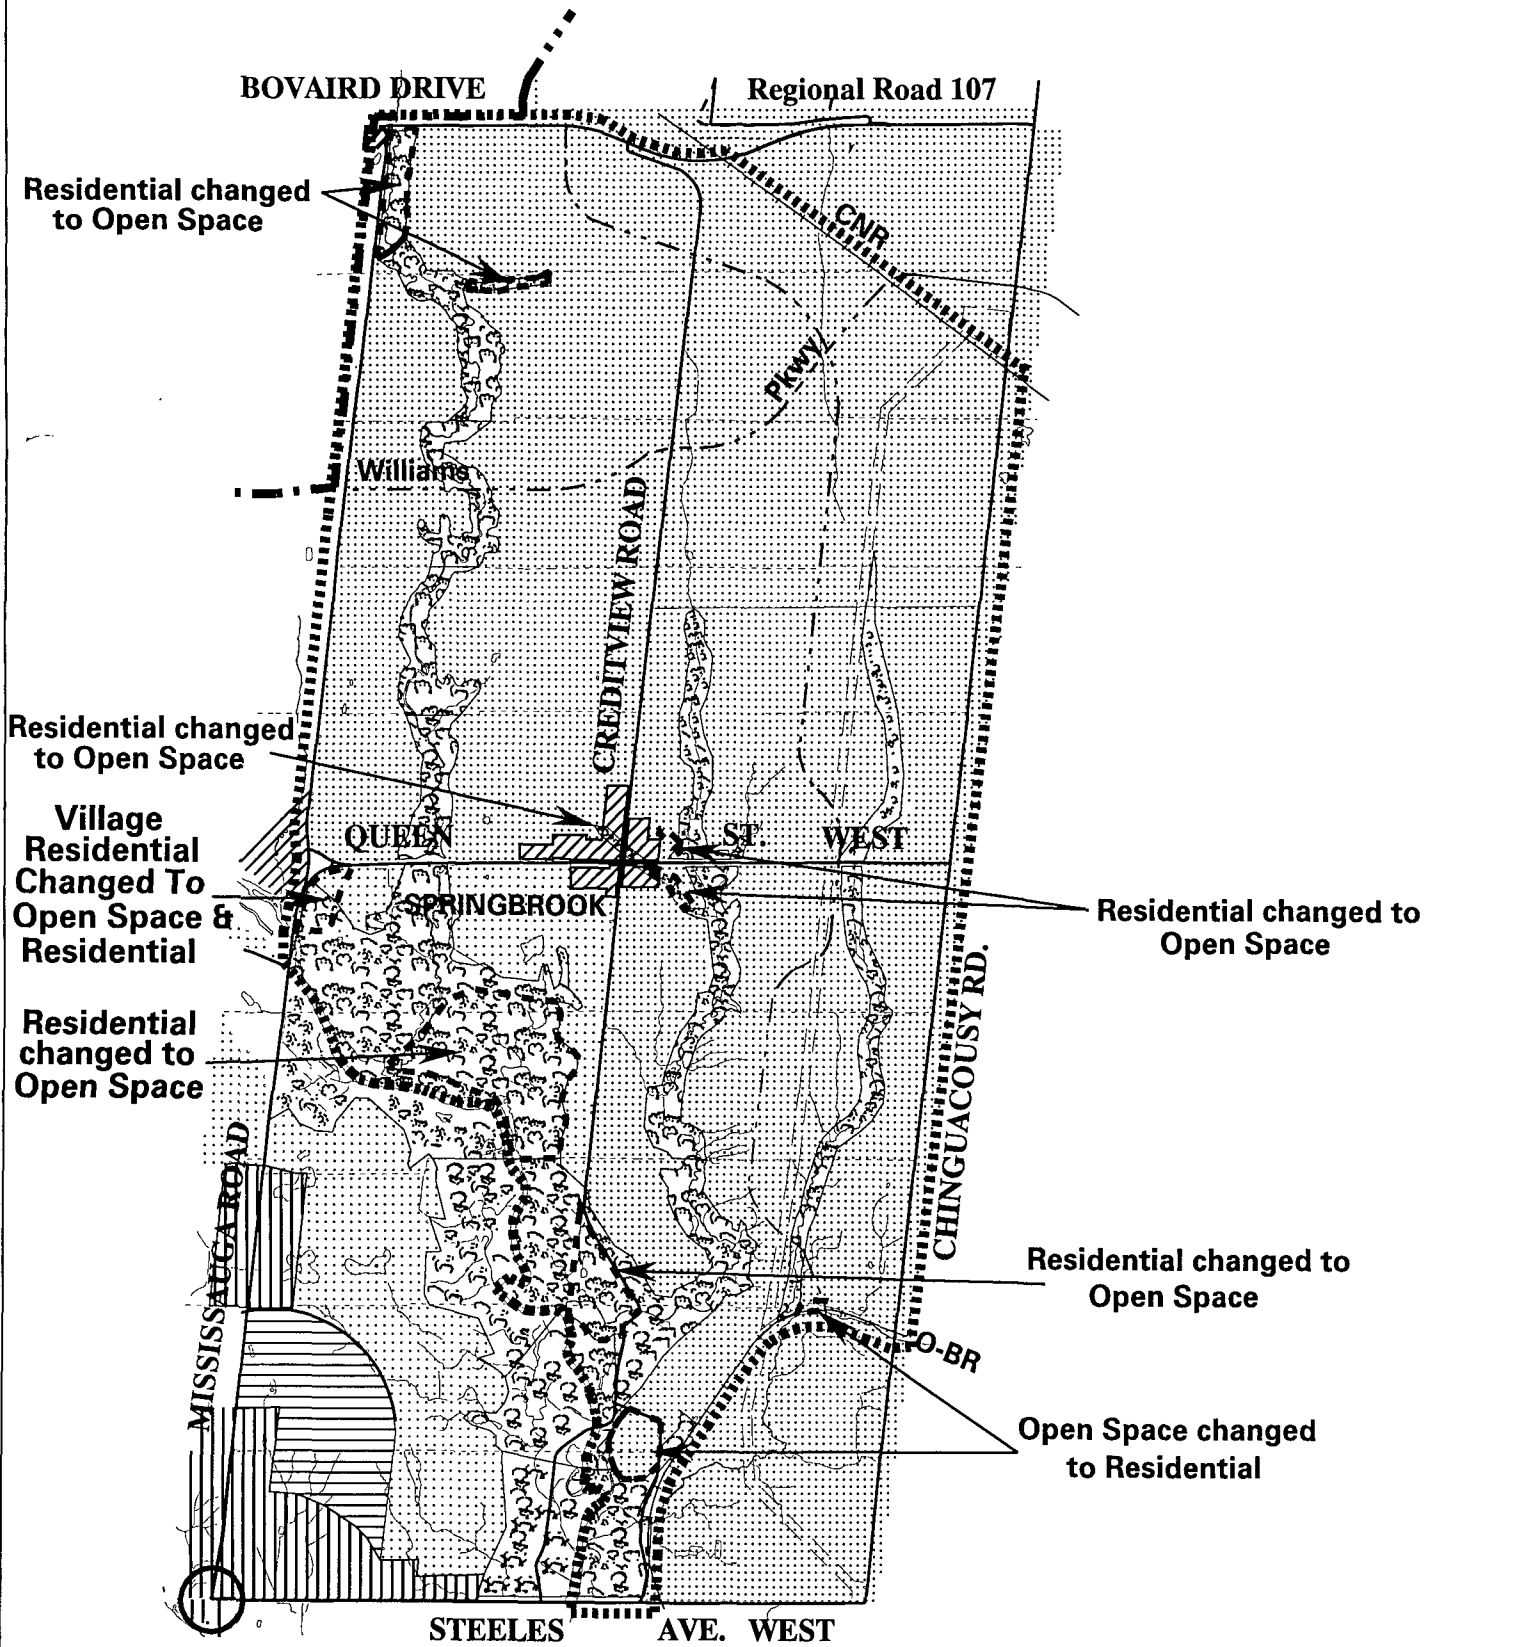 BOVAIRD DRIVE
Regional Road 107
Residential changed
to Open Space
CNR
Pkwy
Williams
CREDITVIEW ROAD
Residential changed
to Open Space
Village
Residential
Changed To
Open Space &
Residential
QUEEN
ST.
WEST
SPRINGBROOK
Residential changed to
Open Space
Residential
changed to
Open Space
CHINGUACOUSY RD.
MISSISSAUGA ROAD
Residential changed to
Open Space
O-BR
Open Space changed
to Residential
STEELES
AVE.
WEST